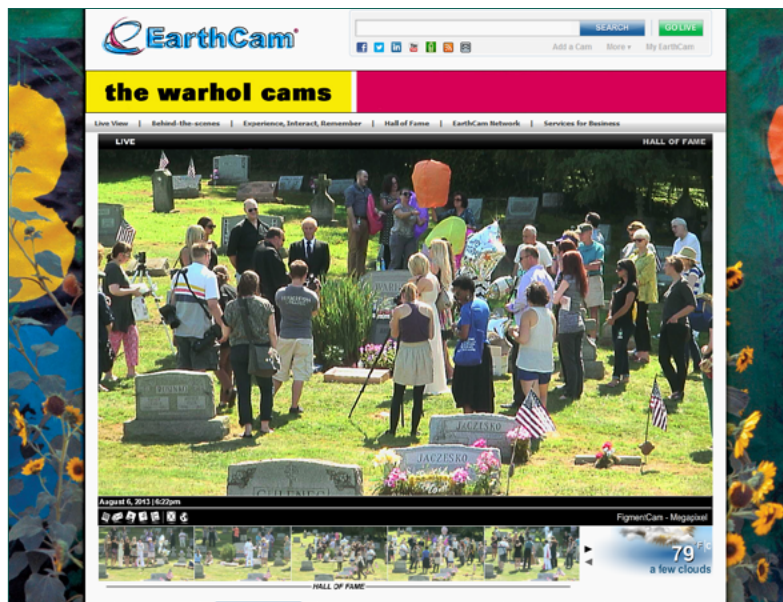 EarthCam
SEARCH
GO LIVE
Add a Cam More ▾ My EarthCam
the warhol cams
Live View | Behind-the-scenes | Experience, Interact, Remember | Hall of Fame | EarthCam Network | Services for Business
LIVE
HALL OF FAME
JACZESKO
JACZESKO
August 6, 2013 | 6:22pm
FigmentCam - Megapixel
79 °F|C
a few clouds
HALL OF FAME